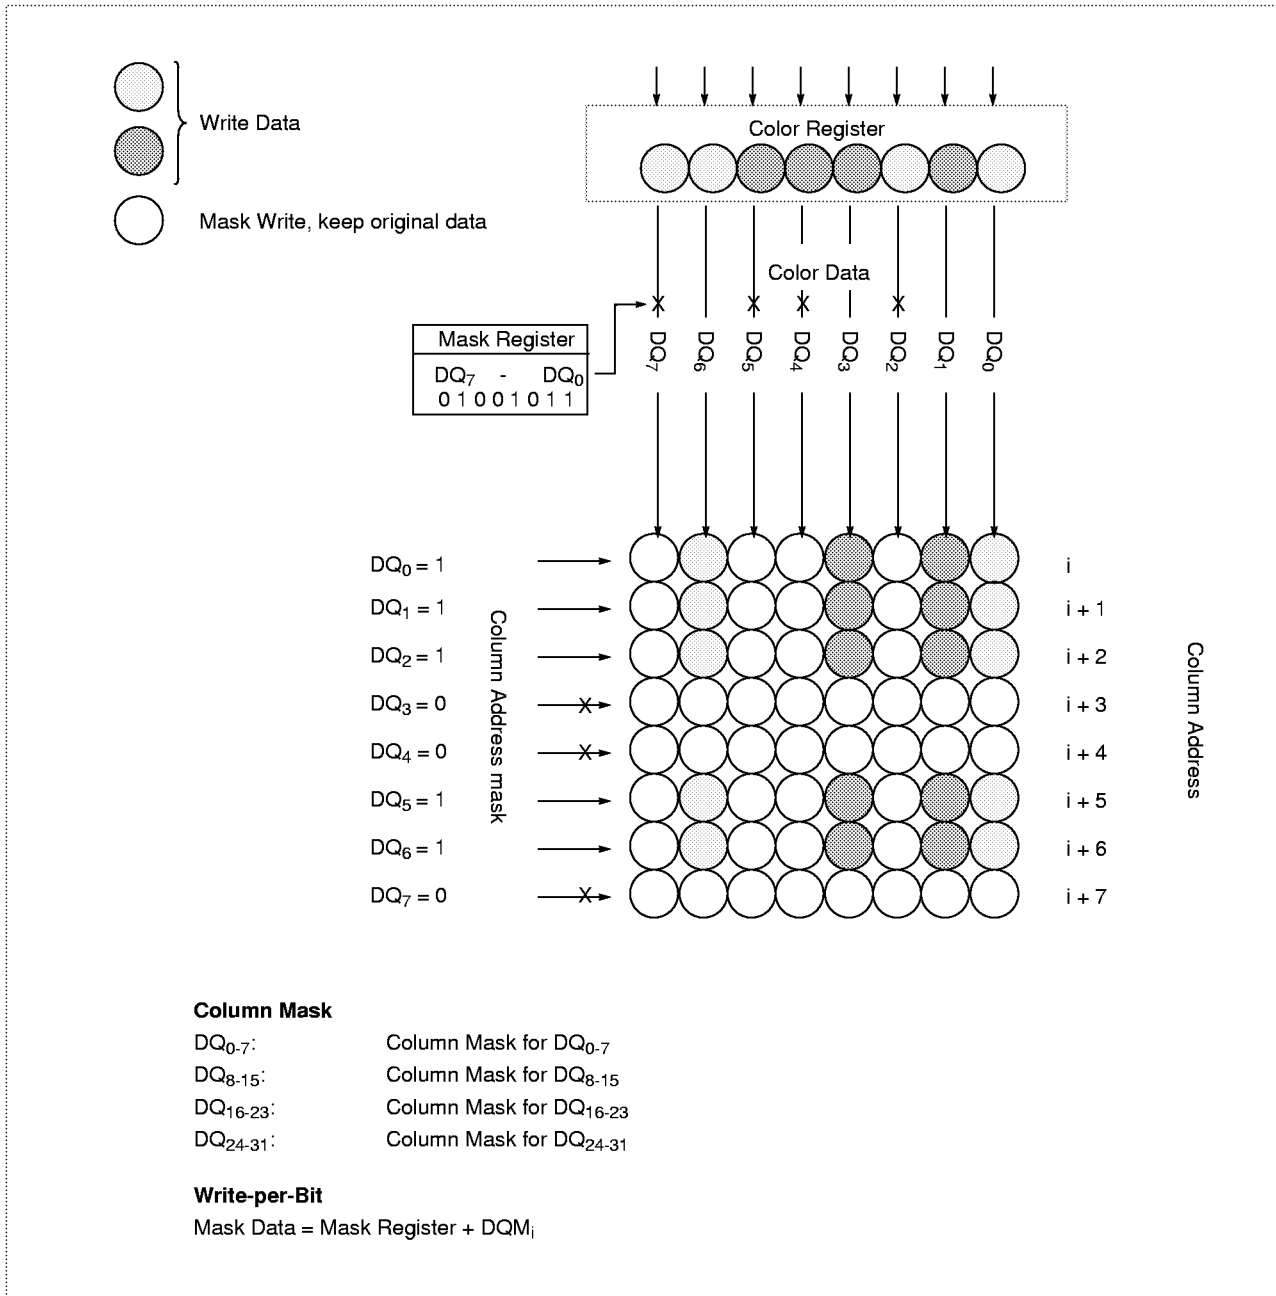 Write Data
Mask Write, keep original data
Color Register
Color Data
X X X X
Mask Register
DQ7 - DQ0
0 1 0 0 1 0 1 1
DQ7 DQ6 DQ5 DQ4 DQ3 DQ2 DQ1 DQ0
DQ0 = 1 i
DQ1 = 1 i + 1
DQ2 = 1 i + 2
DQ3 = 0 X i + 3
DQ4 = 0 X i + 4
DQ5 = 1 i + 5
DQ6 = 1 i + 6
DQ7 = 0 X i + 7
Column Address mask
Column Address
Column Mask
DQ0-7: Column Mask for DQ0-7
DQ8-15: Column Mask for DQ8-15
DQ16-23: Column Mask for DQ16-23
DQ24-31: Column Mask for DQ24-31
Write-per-Bit
Mask Data = Mask Register + DQMi